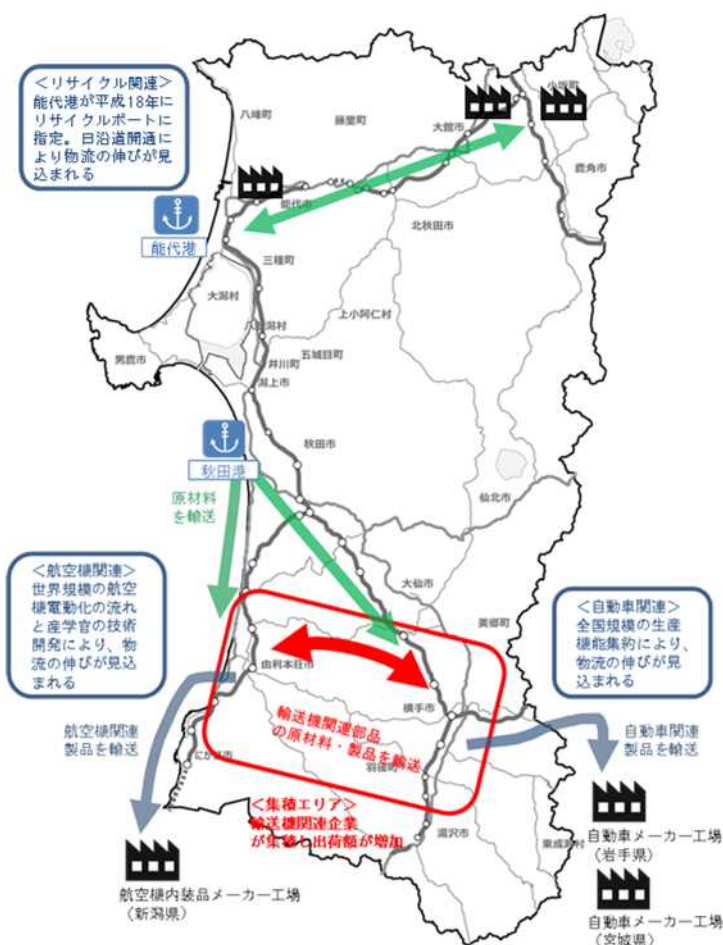 ＜リサイクル関連＞
能代港が平成18年に
リサイクルポートに
指定。日沿道開通に
より物流の伸びが見
込まれる
八峰町
藤里町
小坂町
大館市
鹿角市
能代市
北秋田市
能代港
三種町
大潟村
上小阿仁村
八郎潟村
五城目町
男鹿市
井川町
潟上市
秋田市
秋田港
原材料
を輸送
仙北市
＜航空機関連＞
世界規模の航空
機電動化の流れ
と産学官の技術
開発により、物
流の伸びが見込
まれる
大仙市
美郷町
＜自動車関連＞
全国規模の生産
機能集約により、
物流の伸びが見
込まれる
由利本荘市
横手市
輸送機関連部品
の原材料・製品を輸送
航空機関連
製品を輸送
自動車関連
製品を輸送
にかほ市
羽後町
＜集積エリア＞
輸送機関連企業
が集積し出荷額が増加
湯沢市
東成瀬村
航空機内装品メーカー工場
（新潟県）
自動車メーカー工場
（岩手県）
自動車メーカー工場
（宮城県）